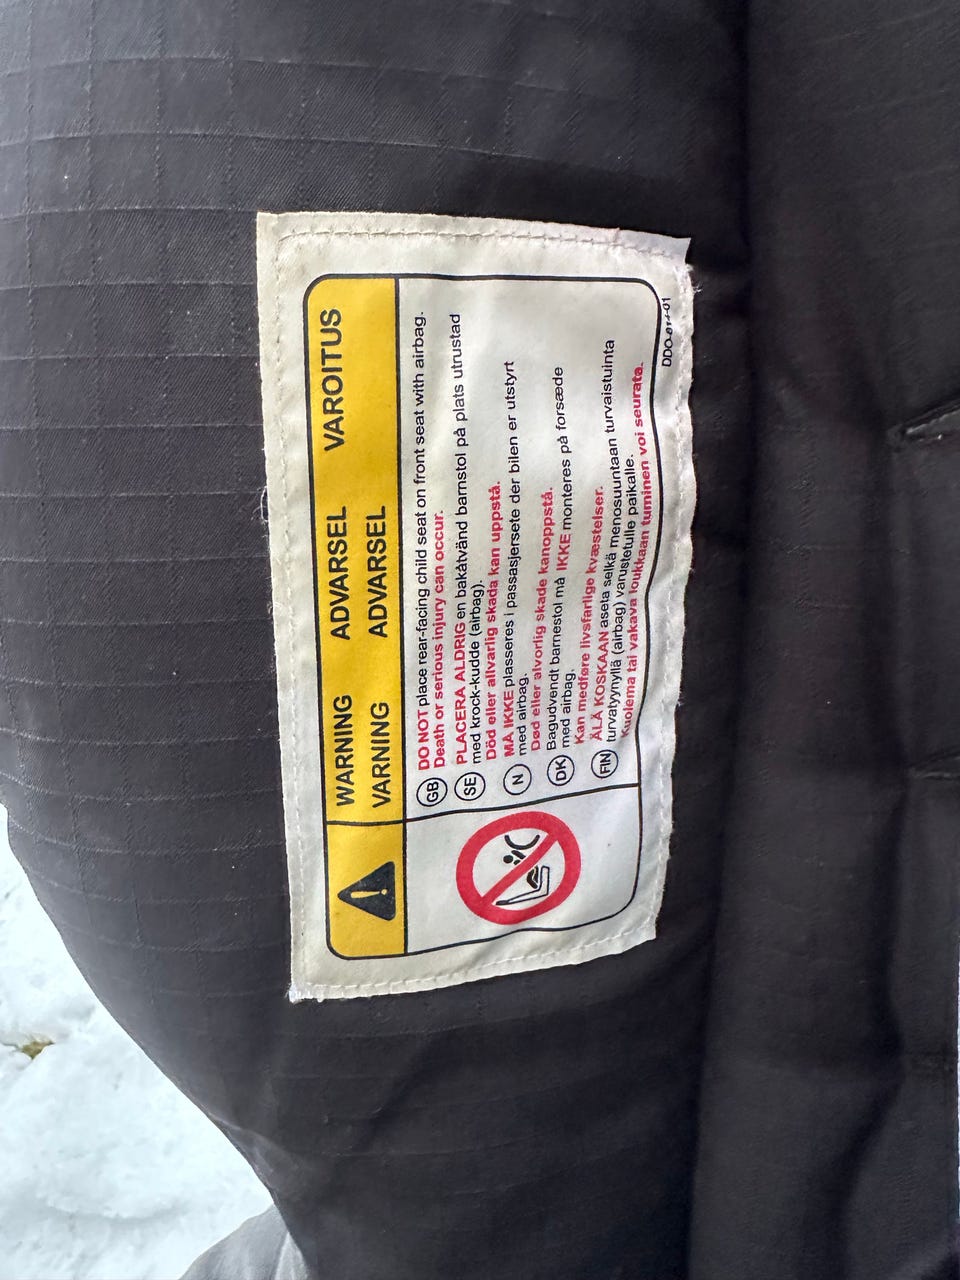 WARNING ADVARSEL VAROITUS
VARNING ADVARSEL
GB DO NOT place rear-facing child seat on front seat with airbag.
Death or serious injury can occur.
SE PLACERA ALDRIG en bakåtvänd barnstol på plats utrustad
med krock-kudde (airbag).
Död eller allvarlig skada kan uppstå.
N MÅ IKKE plasseres i passasjersete der bilen er utstyrt
med airbag.
Død eller alvorlig skade kanoppstå.
DK Bagudvendt barnestol må IKKE monteres på forsæde
med airbag.
Kan medføre livsfarlige kvæstelser.
FIN ÄLÄ KOSKAAN aseta selkä menosuuntaan turvaistuinta
turvatyynyllä (airbag) varustetulle paikalle.
Kuolema tai vakava loukkaan tuminen voi seurata.